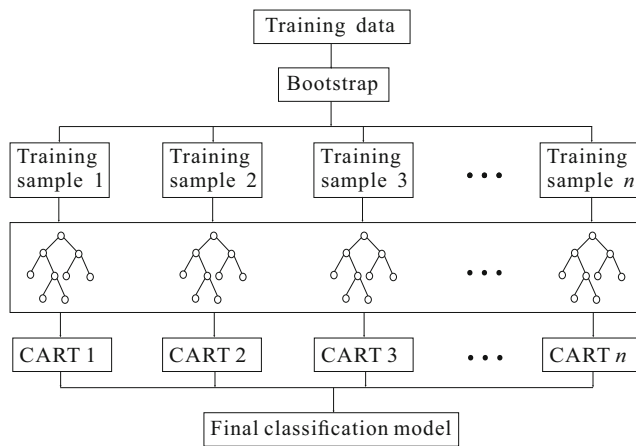 Training data
Bootstrap
Training sample 1
Training sample 2
Training sample 3
...
Training sample n
...
CART 1
CART 2
CART 3
...
CART n
Final classification model